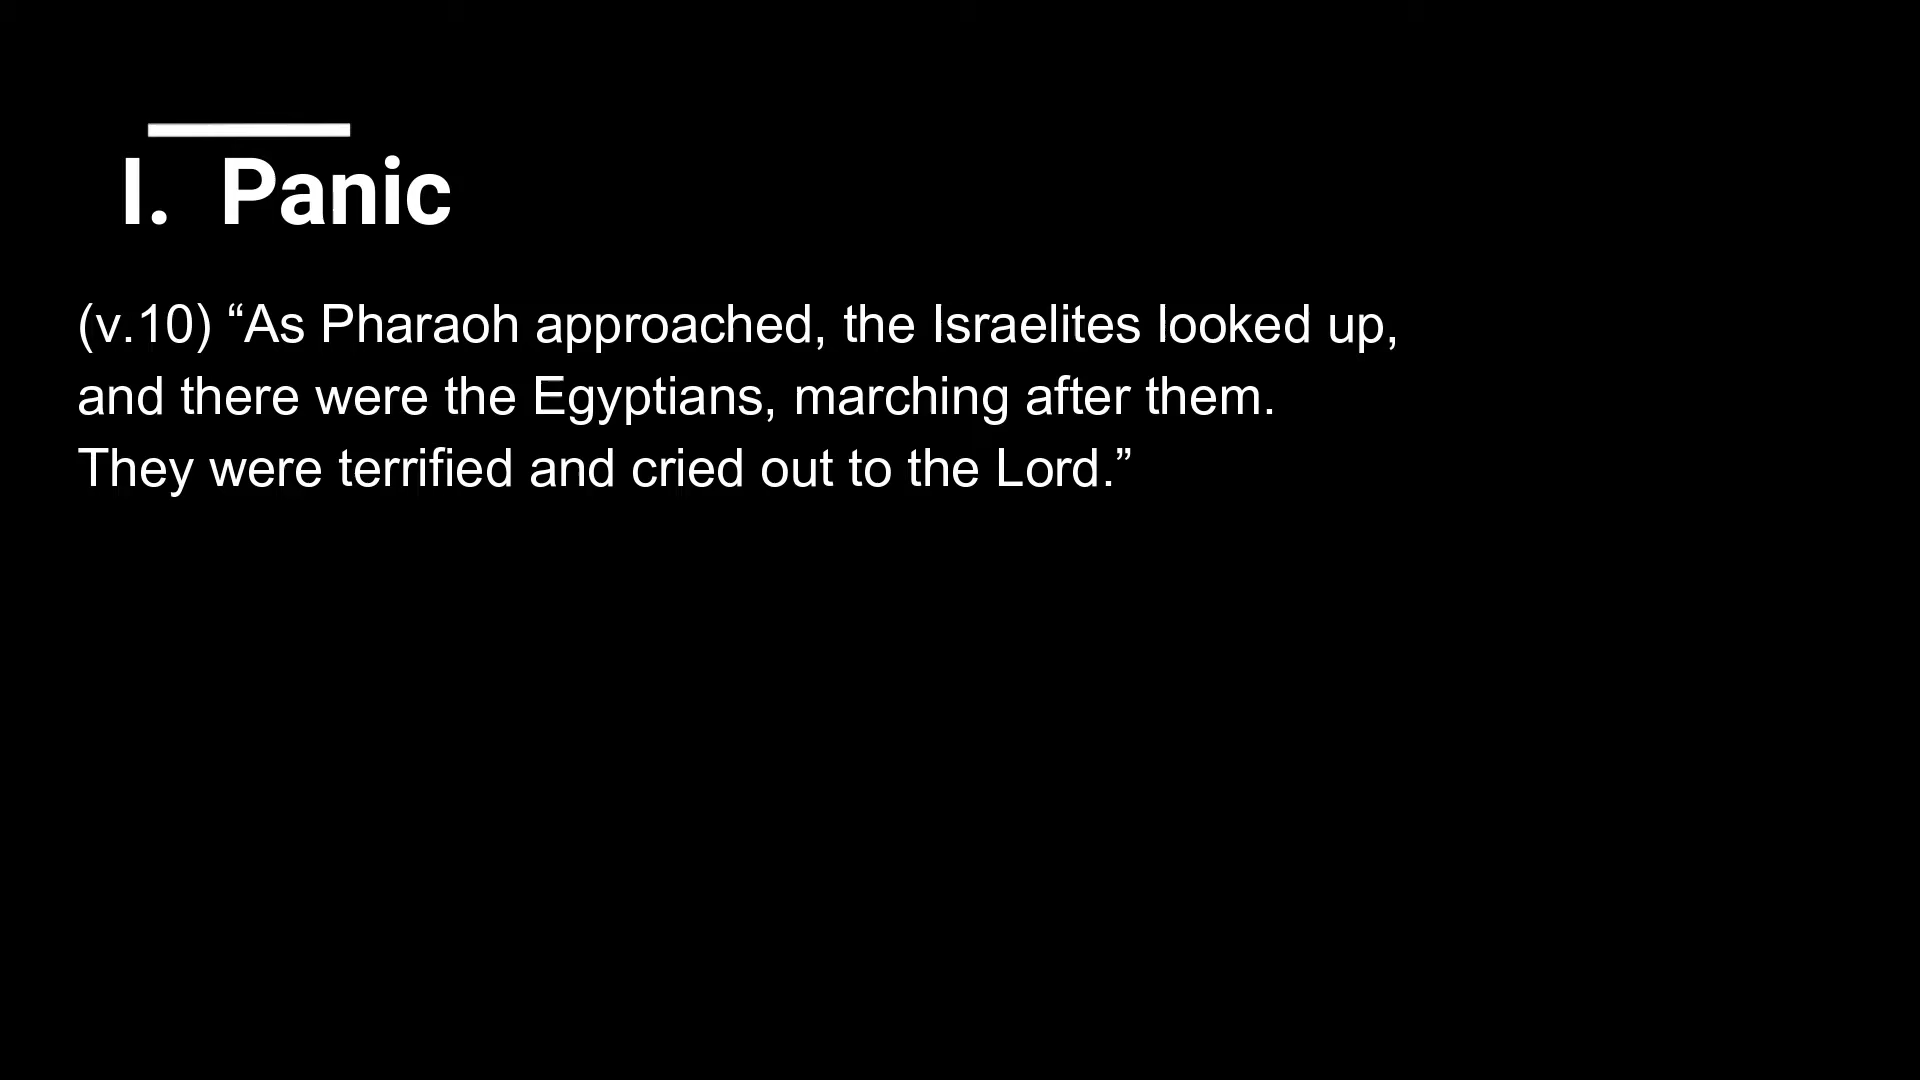 I. Panic
(v.10) “As Pharaoh approached, the Israelites looked up,
and there were the Egyptians, marching after them.
They were terrified and cried out to the Lord.”